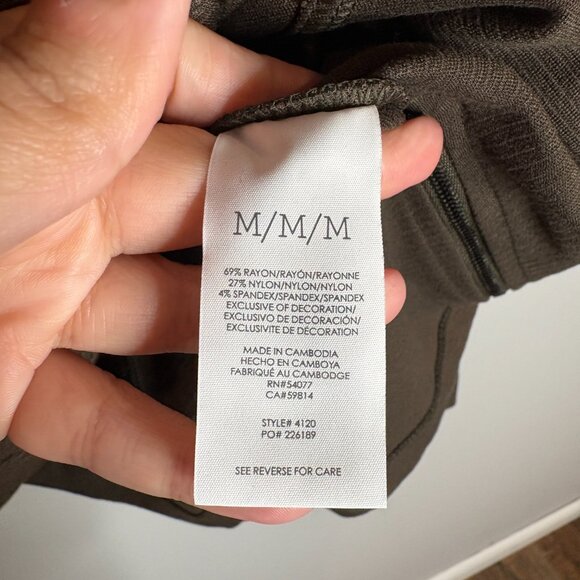 M/M/M
69% RAYON/RAYÓN/RAYONNE
27% NYLON/NYLON/NYLON
4% SPANDEX/SPANDEX/SPANDEX
EXCLUSIVE OF DECORATION/
EXCLUSIVO DE DECORACIÓN/
EXCLUSIVITE DE DÉCORATION
MADE IN CAMBODIA
HECHO EN CAMBOYA
FABRIQUÉ AU CAMBODGE
RN#54077
CA#59814
STYLE# 4120
PO# 226189
SEE REVERSE FOR CARE